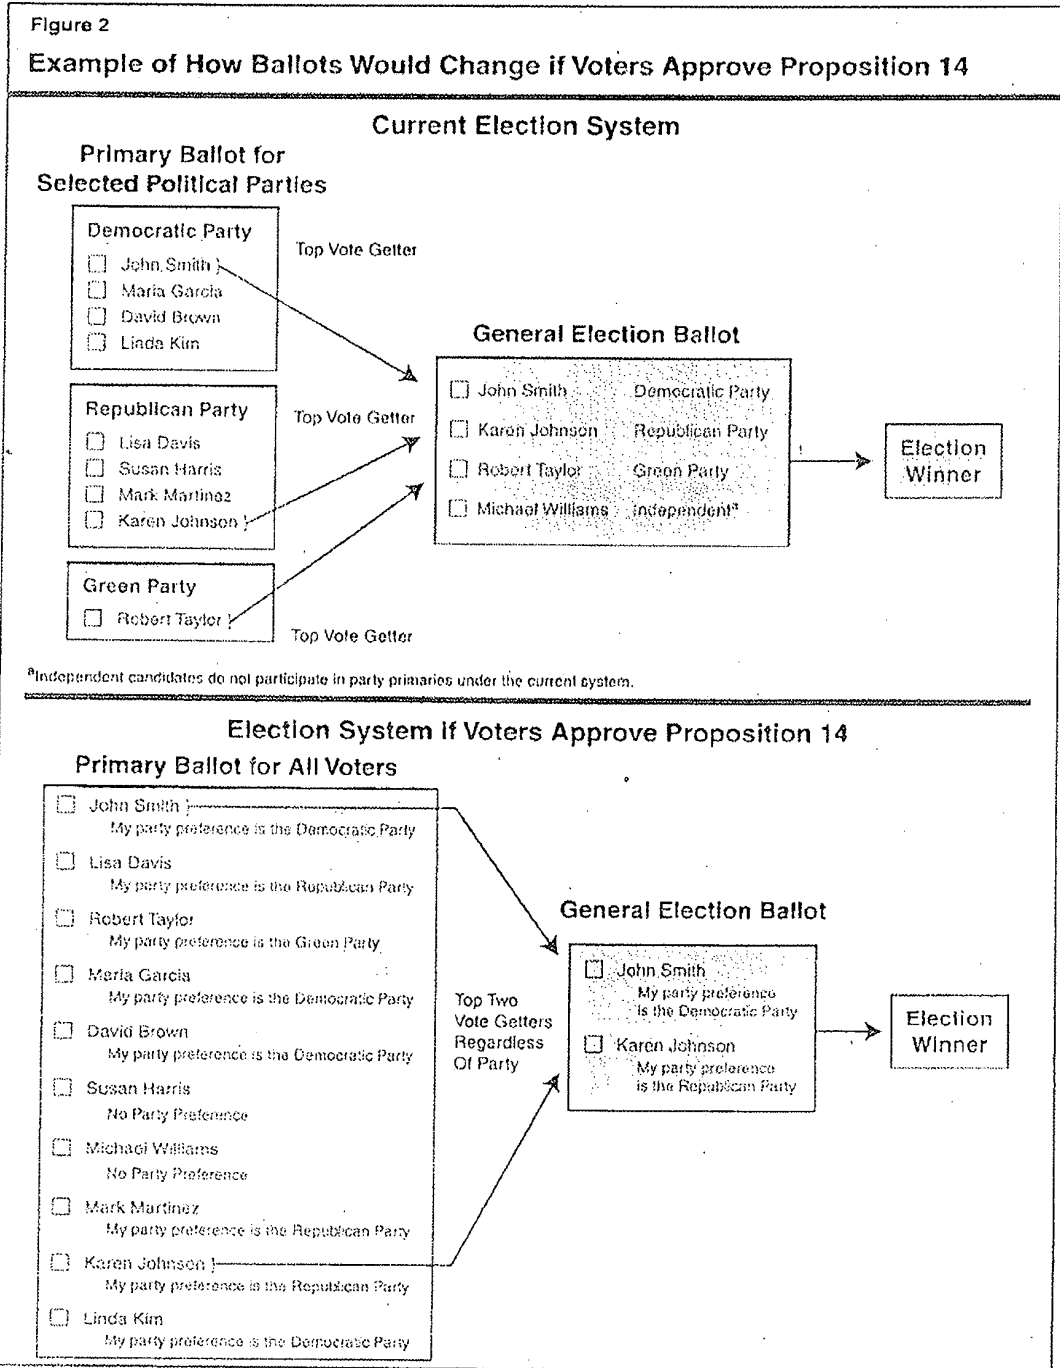 Figure 2
Example of How Ballots Would Change if Voters Approve Proposition 14
Current Election System
Primary Ballot for
Selected Political Parties
Democratic Party
John Smith }
Maria Garcia
David Brown
Linda Kim
Top Vote Getter
Republican Party
Lisa Davis
Susan Harris
Mark Martinez
Karen Johnson }
Top Vote Getter
Green Party
Robert Taylor }
Top Vote Getter
General Election Ballot
John Smith Democratic Party
Karen Johnson Republican Party
Robert Taylor Green Party
Michael Williams Independentᵃ
Election
Winner
ᵃIndependent candidates do not participate in party primaries under the current system.
Election System if Voters Approve Proposition 14
Primary Ballot for All Voters
John Smith }
My party preference is the Democratic Party
Lisa Davis
My party preference is the Republican Party
Robert Taylor
My party preference is the Green Party
Maria Garcia
My party preference is the Democratic Party
David Brown
My party preference is the Democratic Party
Susan Harris
No Party Preference
Michael Williams
No Party Preference
Mark Martinez
My party preference is the Republican Party
Karen Johnson }
My party preference is the Republican Party
Linda Kim
My party preference is the Democratic Party
Top Two
Vote Getters
Regardless
Of Party
General Election Ballot
John Smith
My party preference
is the Democratic Party
Karen Johnson
My party preference
is the Republican Party
Election
Winner